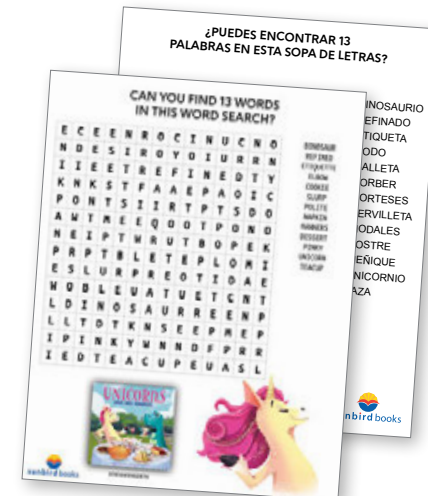 ¿PUEDES ENCONTRAR 13
PALABRAS EN ESTA SOPA DE LETRAS?
INOSAURIO
EFINADO
TIQUETA
ODO
ALLETA
ORBER
ORTESES
ERVILLETA
ODALES
OSTRE
EÑIQUE
NICORNIO
AZA
nbird books
CAN YOU FIND 13 WORDS
IN THIS WORD SEARCH?
E C E E N R O C I N U C N O
N D E S I R O Y O I U R R N
I I E E T R E F I N E D T Y
K N K S T F A A E P A O I C
P O N T S I I R T P T S D O
A W T M E E Q O O T P O N D
N E I P T W R U T B O P E K
P R P T B L E T E P L O M I
E S L U R P R E O T I D A E
W O B L E U A T U E T C N T
L D I N O S A U R R E E N P
L L T D T K N S E E P M E P
I P I N K Y W N N D F P R R
I E D T E A C U P E U A S L
DINOSAUR
REFINED
ETIQUETTE
ELBOW
COOKIE
SLURP
POLITE
NAPKIN
MANNERS
DESSERT
PINKY
UNICORN
TEACUP
UNICORNS
sunbird books